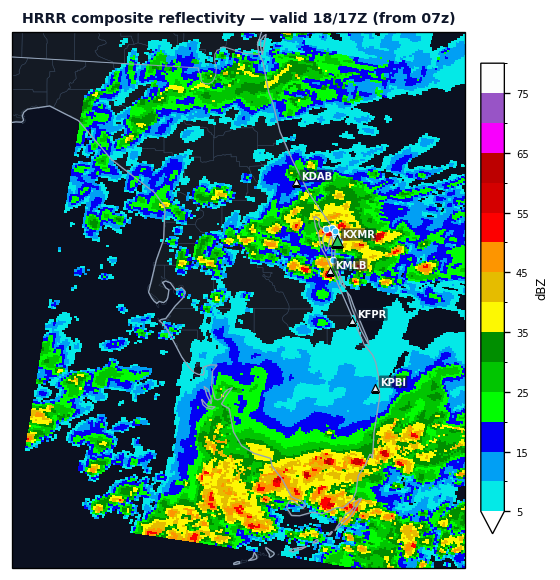 HRRR composite reflectivity — valid 18/17Z (from 07z)
75
65
KDAB
55
KXMR
45
KMLB
dBZ
KFPR
35
KPBI
25
15
5